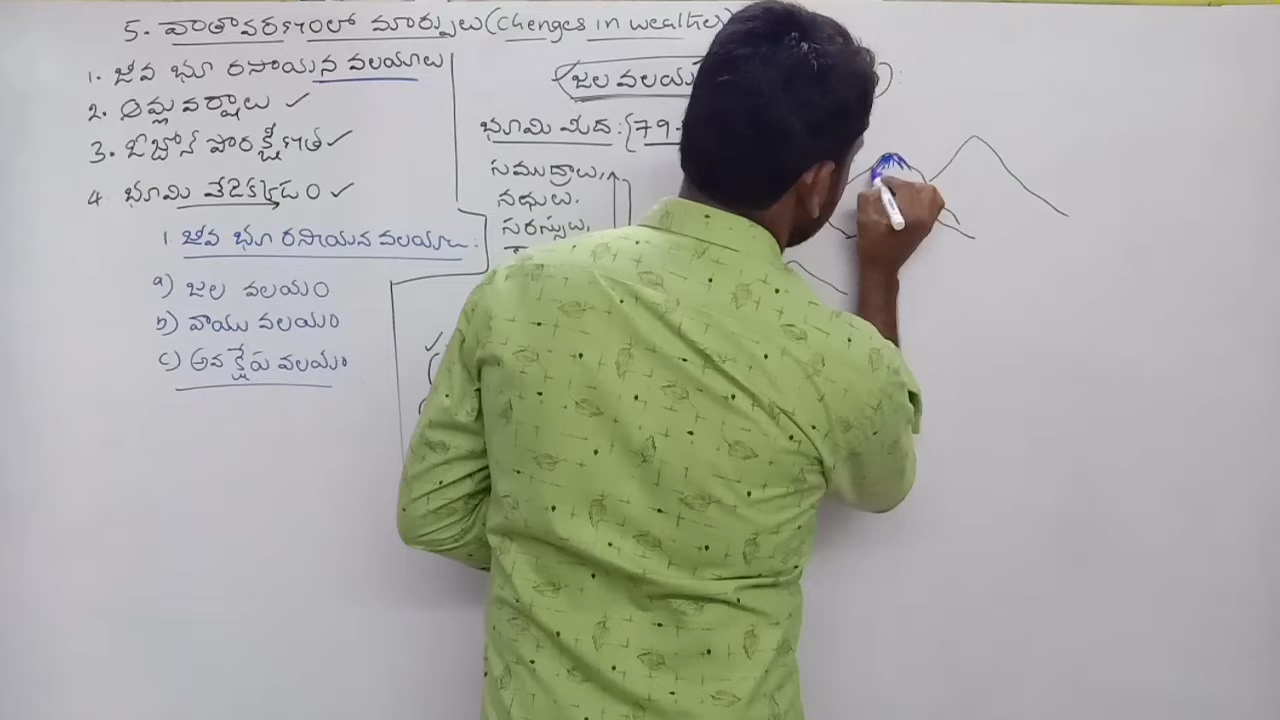 5. వాతావరణంలో మార్పులు (Chenges in weather)
1. జీవ భూ రసాయన వలయాలు
2. ఆమ్ల వర్షాలు ✓
3. ఓజోన్ పొర క్షీణత ✓
4 భూమి వేడెక్కడం ✓
1. జీవ భూ రసాయన వలయాలు :
a) జల వలయం
b) వాయు వలయం
c) అవక్షేప వలయం
జల వలయ
భూమి మీద : {79
సముద్రాలు,
నదులు.
సరస్సులు,